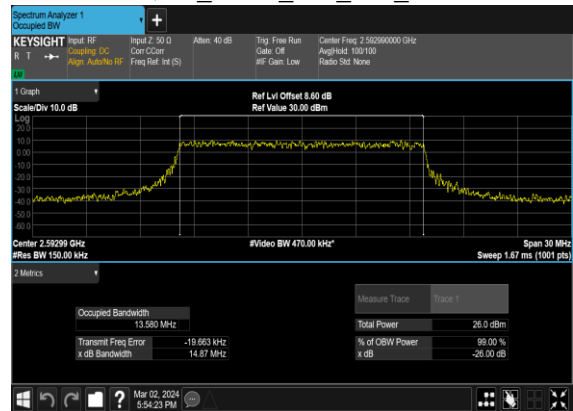 Spectrum Analyzer 1
Occupied BW
+
KEYSIGHT Input: RF Input Z: 50 Ω Atten: 40 dB Trig: Free Run Center Freq: 2.592990000 GHz
R T Coupling: DC Corr CCorr Gate: Off Avg|Hold: 100/100
Align: Auto/No RF Freq Ref: Int (S) #IF Gain: Low Radio Std: None
1 Graph
Ref Lvl Offset 8.60 dB
Scale/Div 10.0 dB Ref Value 30.00 dBm
Log
20.0
10.0
0.00
-10.0
-20.0
-30.0
-40.0
-50.0
-60.0
Center 2.59299 GHz #Video BW 470.00 kHz* Span 30 MHz
#Res BW 150.00 kHz Sweep 1.67 ms (1001 pts)
2 Metrics
Measure Trace Trace 1
Occupied Bandwidth
13.580 MHz Total Power 26.0 dBm
Transmit Freq Error -19.663 kHz % of OBW Power 99.00 %
x dB Bandwidth 14.87 MHz x dB -26.00 dB
? Mar 02, 2024
5:54:23 PM